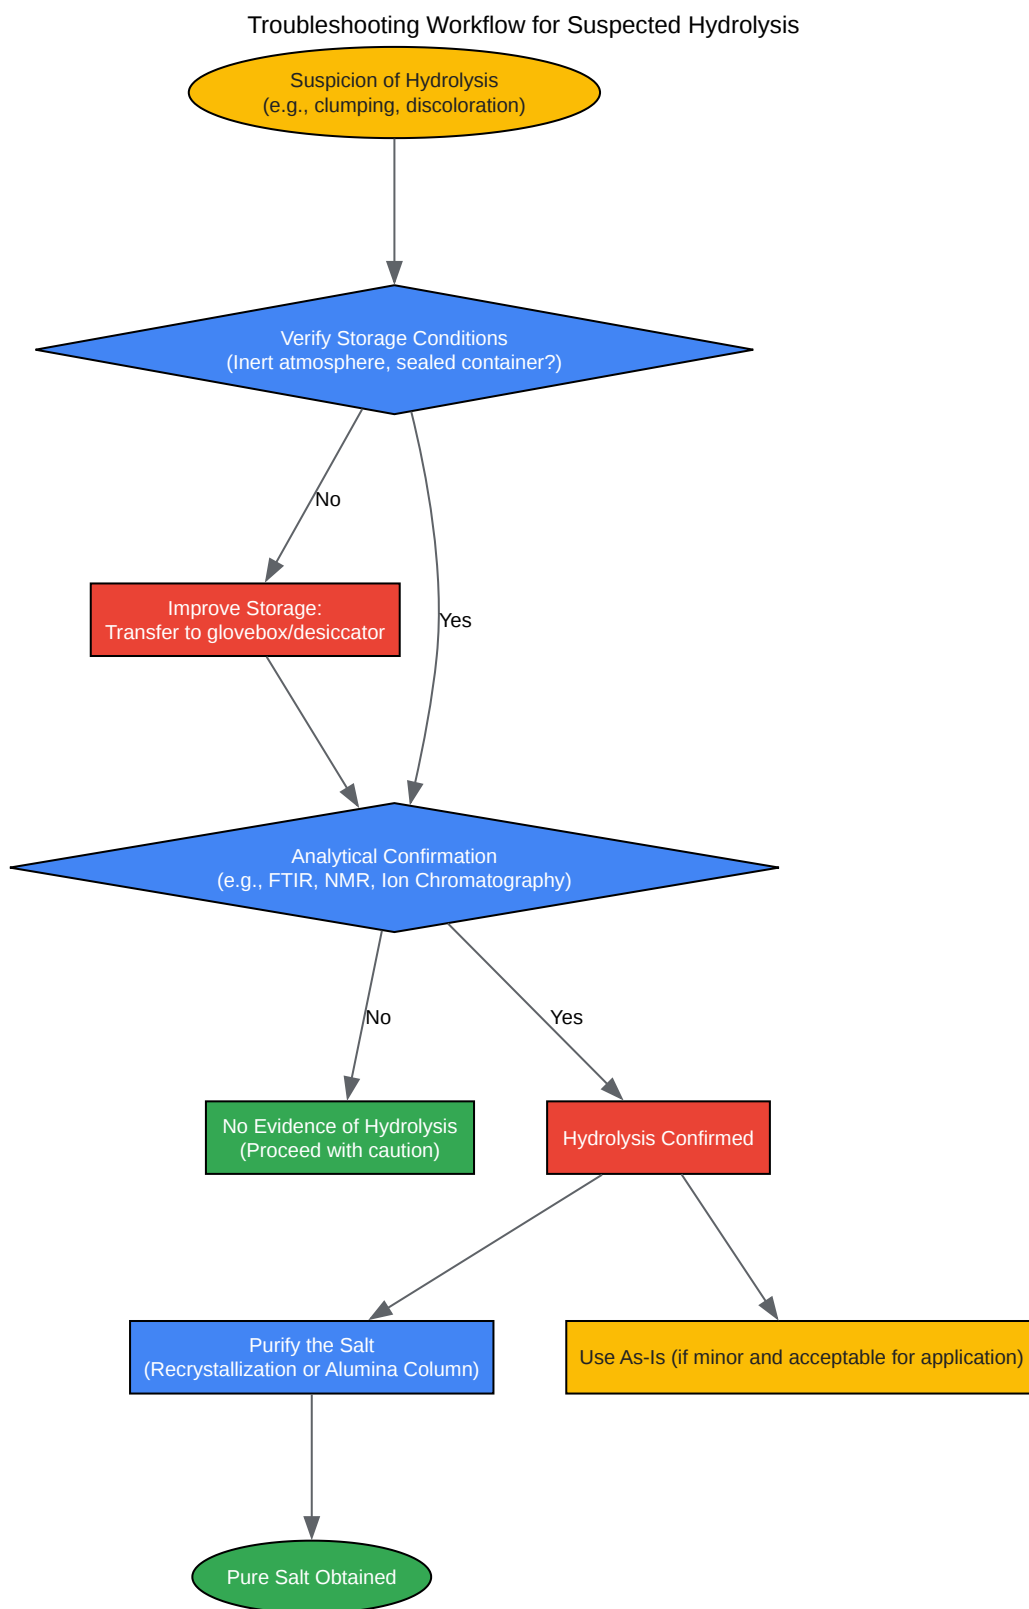 Troubleshooting Workflow for Suspected Hydrolysis
Suspicion of Hydrolysis
(e.g., clumping, discoloration)
Verify Storage Conditions
(Inert atmosphere, sealed container?)
No
Improve Storage:
Transfer to glovebox/desiccator
Yes
Analytical Confirmation
(e.g., FTIR, NMR, Ion Chromatography)
No
Yes
No Evidence of Hydrolysis
(Proceed with caution)
Hydrolysis Confirmed
Purify the Salt
(Recrystallization or Alumina Column)
Use As-Is (if minor and acceptable for application)
Pure Salt Obtained